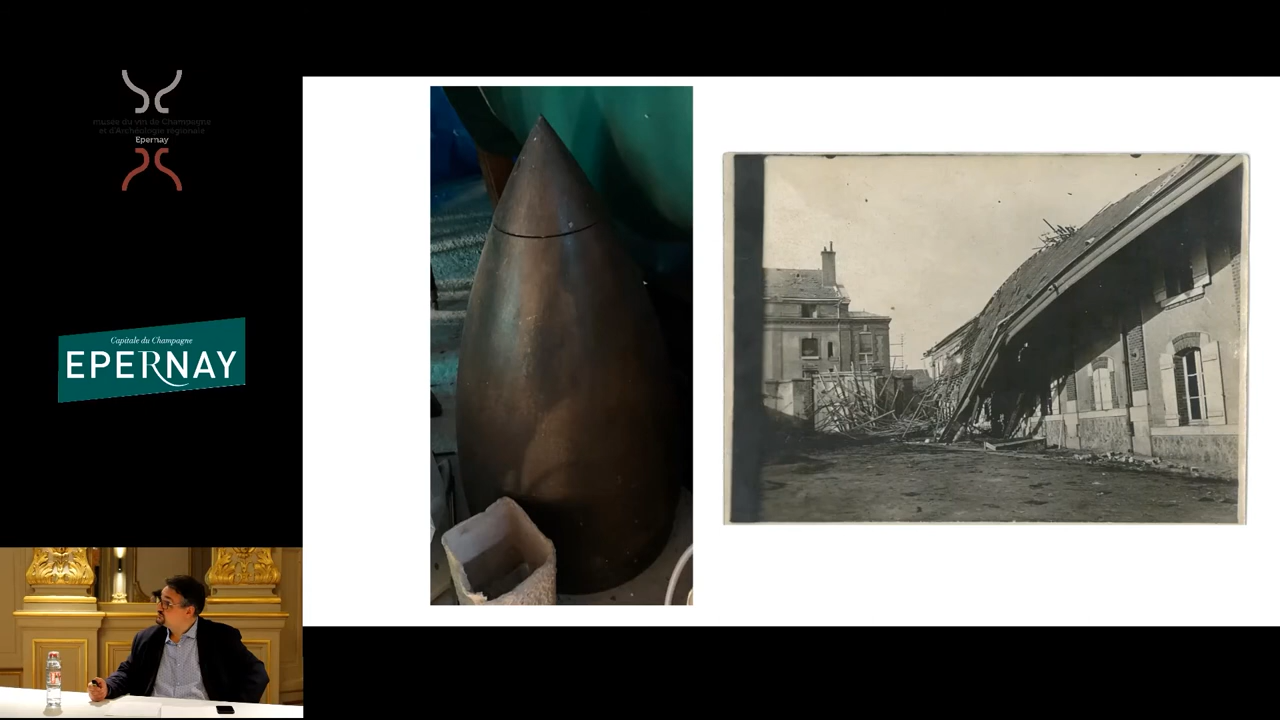 musée du vin de Champagne
et d'Archéologie régionale
Epernay
Capitale du Champagne
EPERNAY